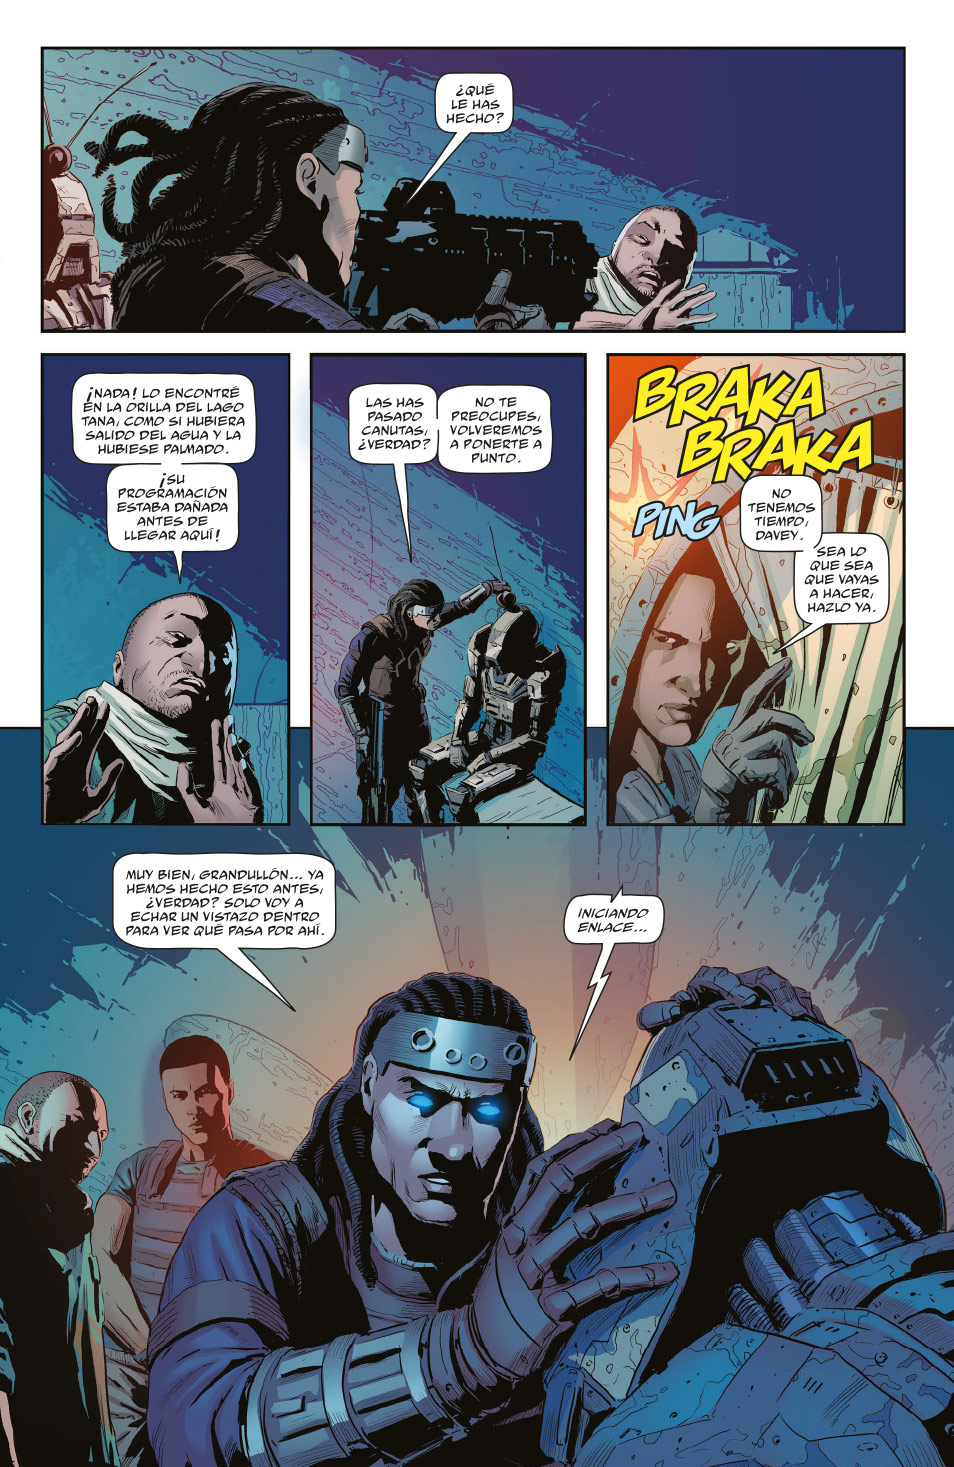 ¿QUÉ
LE HAS
HECHO?
¡NADA! LO ENCONTRÉ
EN LA ORILLA DEL LAGO
TANA, COMO SI HUBIERA
SALIDO DEL AGUA Y LA
HUBIESE PALMADO.
¡SU
PROGRAMACIÓN
ESTABA DAÑADA
ANTES DE
LLEGAR AQUÍ!
LAS HAS
PASADO
CANUTAS,
¿VERDAD?
NO TE
PREOCUPES,
VOLVEREMOS
A PONERTE A
PUNTO.
BRAKA
BRAKA
PING
NO
TENEMOS
TIEMPO,
DAVEY.
SEA LO
QUE SEA
QUE VAYAS
A HACER,
HAZLO YA.
MUY BIEN, GRANDULLÓN... YA
HEMOS HECHO ESTO ANTES,
¿VERDAD? SOLO VOY A
ECHAR UN VISTAZO DENTRO
PARA VER QUÉ PASA POR AHÍ.
INICIANDO
ENLACE...